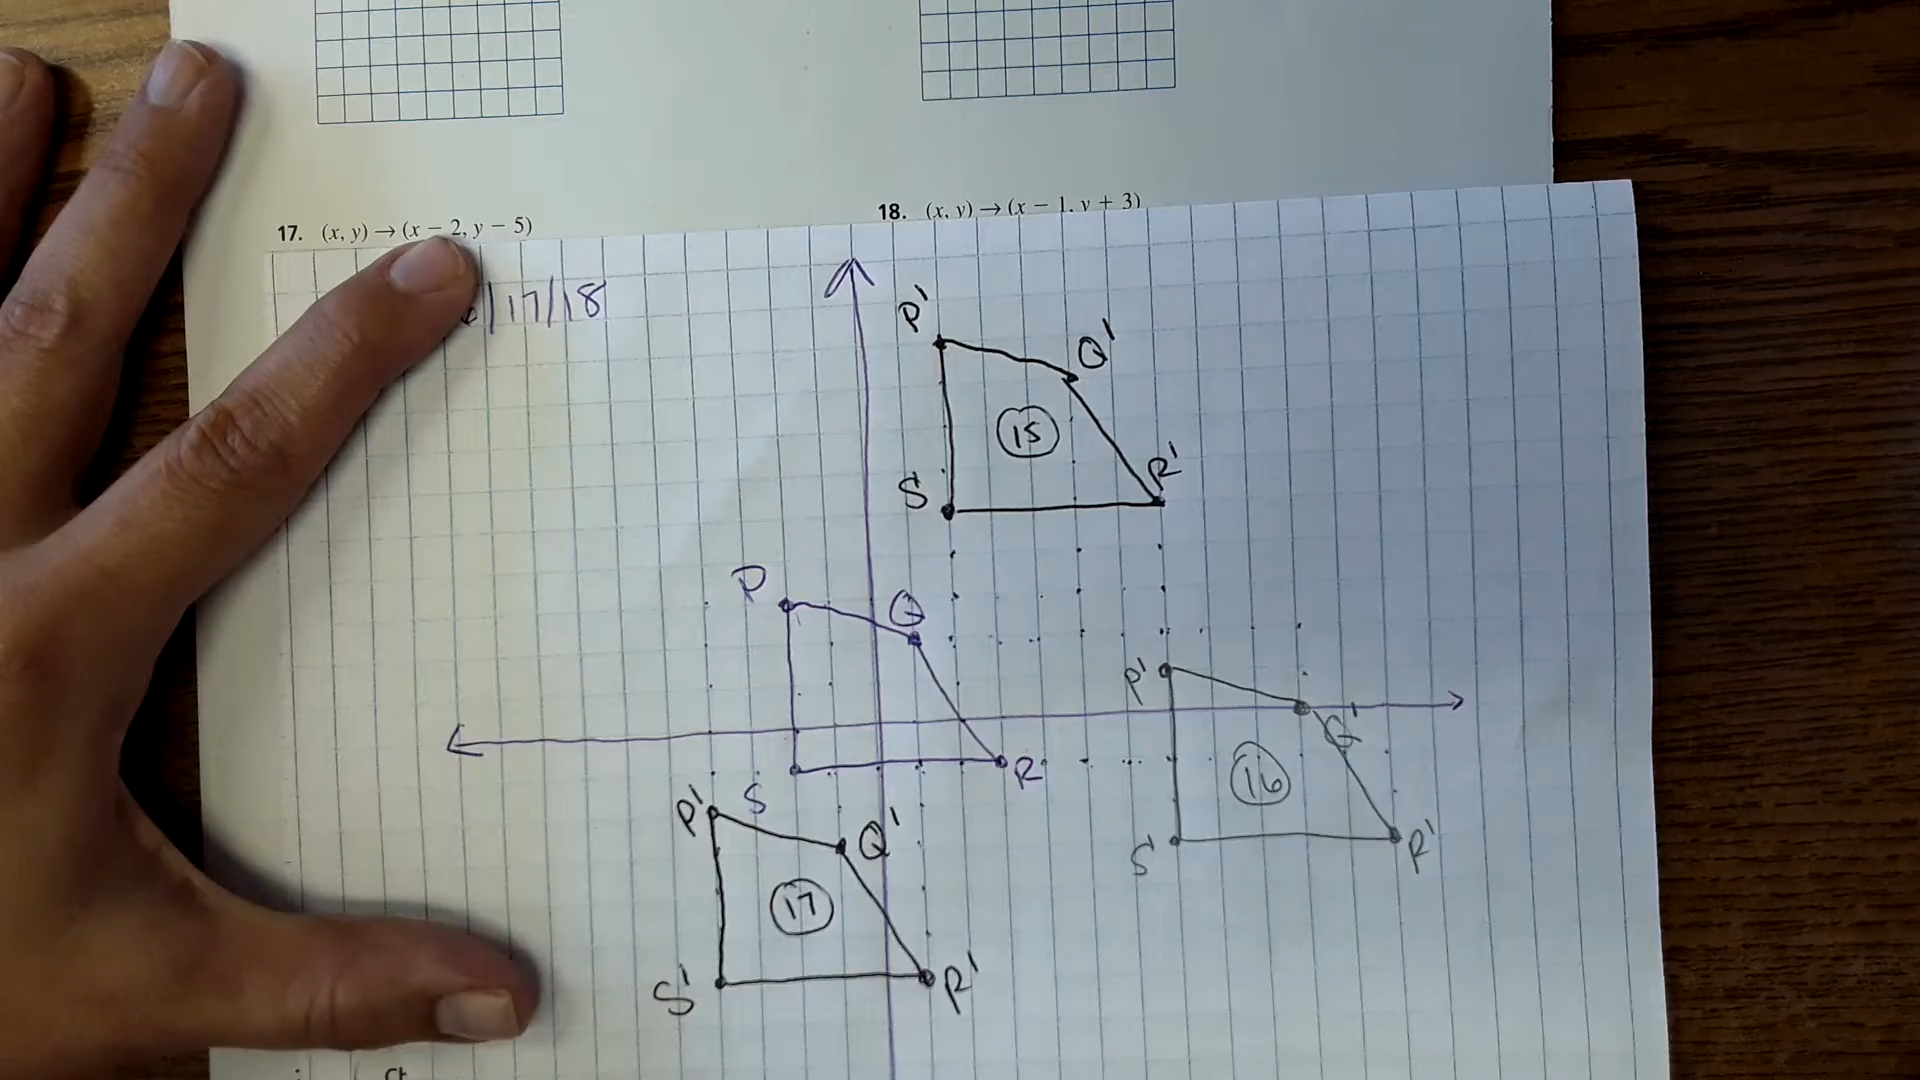 17. (x, y) → (x − 2, y − 5)
18. (x, y) → (x − 1, y + 3)
/17/18
P'
Q'
15
R'
S
P
Q
P'
R
Q'
16
S
P'
Q'
S'
R'
17
S'
R'